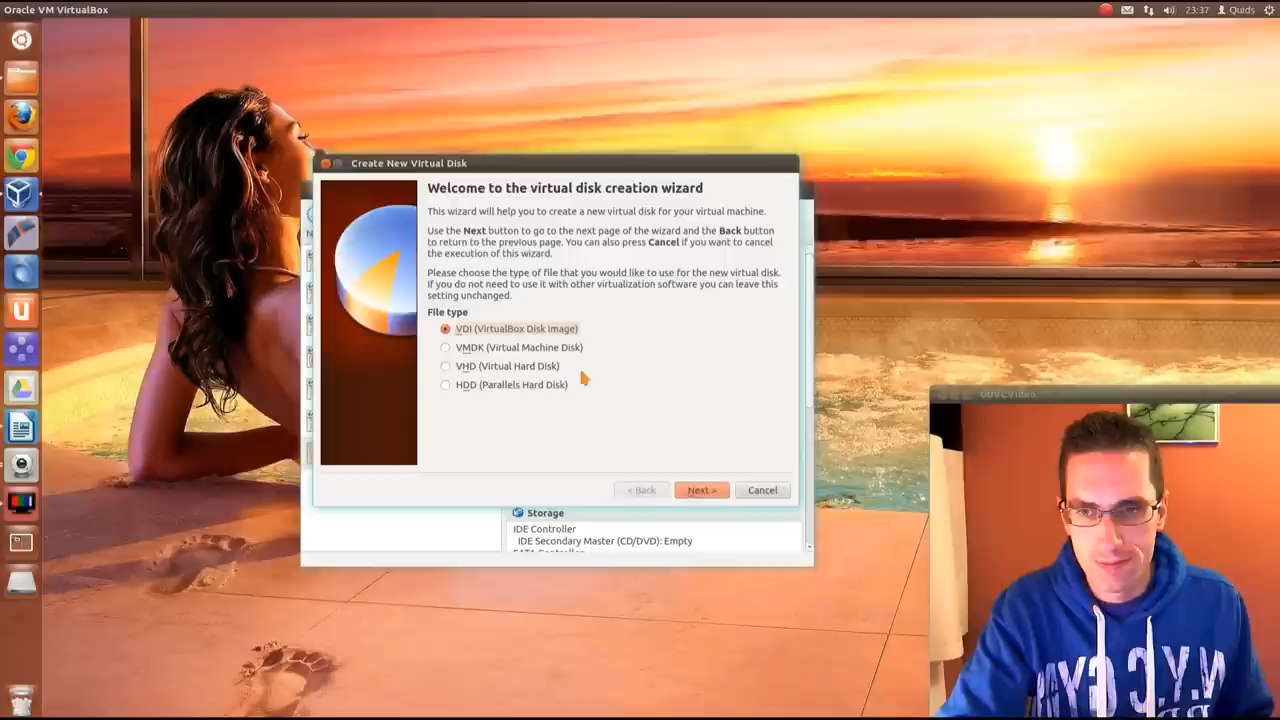 Oracle VM VirtualBox
23:37
Quids
Create New Virtual Disk
Welcome to the virtual disk creation wizard
This wizard will help you to create a new virtual disk for your virtual machine.
Use the Next button to go to the next page of the wizard and the Back button
to return to the previous page. You can also press Cancel if you want to cancel
the execution of this wizard.
Please choose the type of file that you would like to use for the new virtual disk.
If you do not need to use it with other virtualization software you can leave this
setting unchanged.
File type
VDI (VirtualBox Disk Image)
VMDK (Virtual Machine Disk)
VHD (Virtual Hard Disk)
HDD (Parallels Hard Disk)
< Back
Next >
Cancel
Storage
IDE Controller
IDE Secondary Master (CD/DVD): Empty
GUVCVideo
N.Y.C